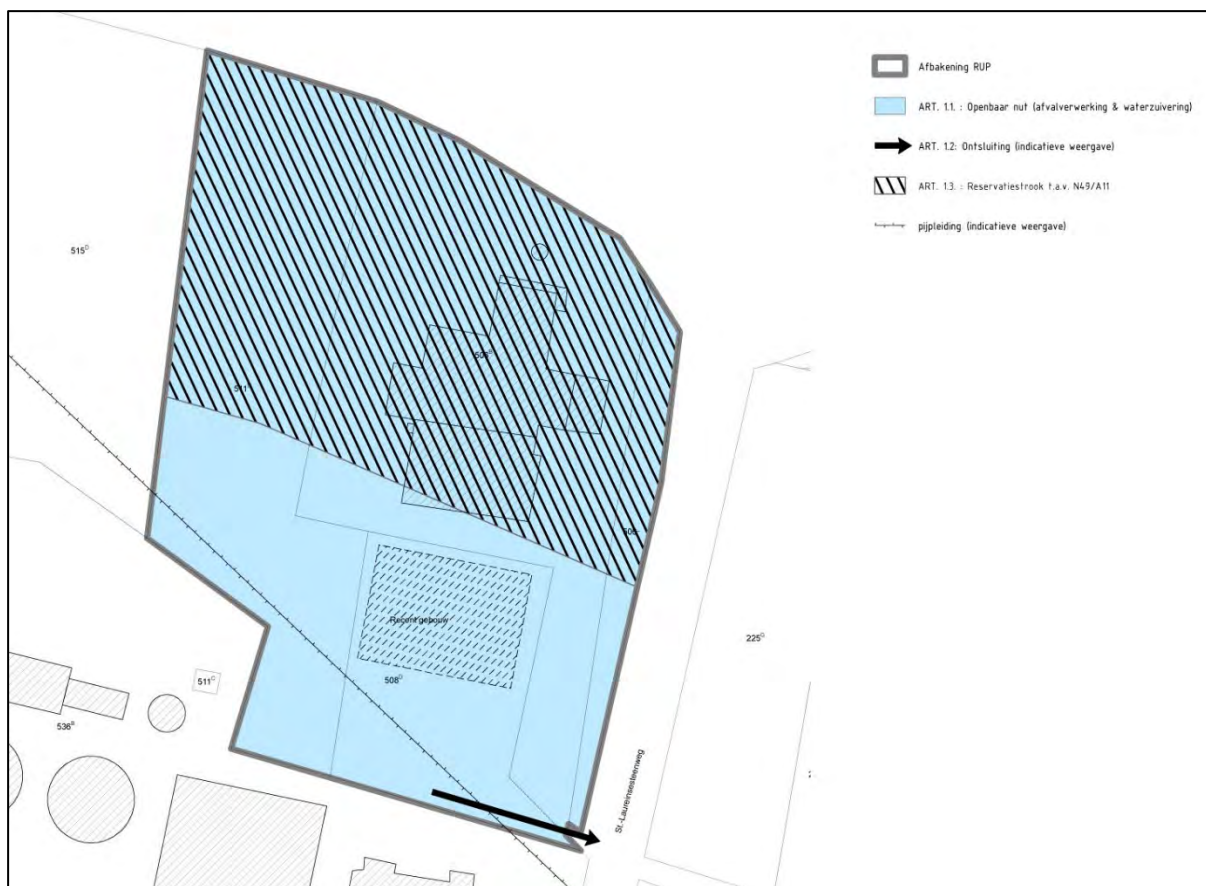 Afbakening RUP
ART. 1.1. : Openbaar nut (afvalverwerking & waterzuivering)
ART. 1.2: Ontsluiting (indicatieve weergave)
ART. 1.3. : Reservatiestrook t.a.v. N49/A11
pijpleiding (indicatieve weergave)
515D
511
Recent gebouw
508D
225G
511C
536B
St.-Laureinsesteenweg